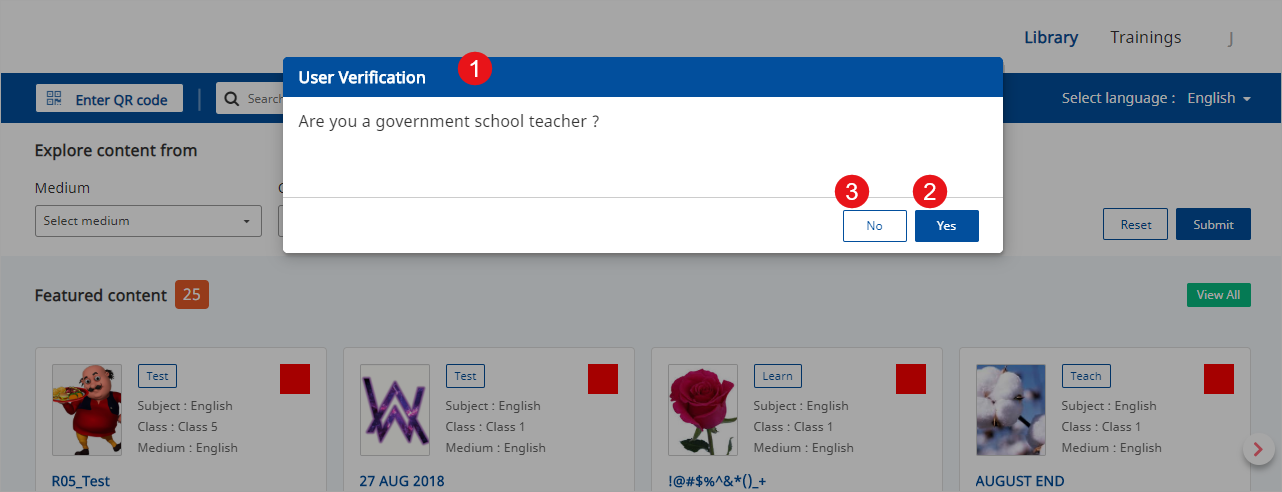 Library Trainings J
1
User Verification
Enter QR code
Search
Select language : English
Are you a government school teacher ?
Explore content from
Medium
3 2
Select medium
No Yes
Reset Submit
Featured content 25
View All
Test
Subject : English
Class : Class 5
Medium : English
R05_Test
Test
Subject : English
Class : Class 1
Medium : English
27 AUG 2018
Learn
Subject : English
Class : Class 1
Medium : English
!@#$%^&*()_+
Teach
Subject : English
Class : Class 1
Medium : English
AUGUST END